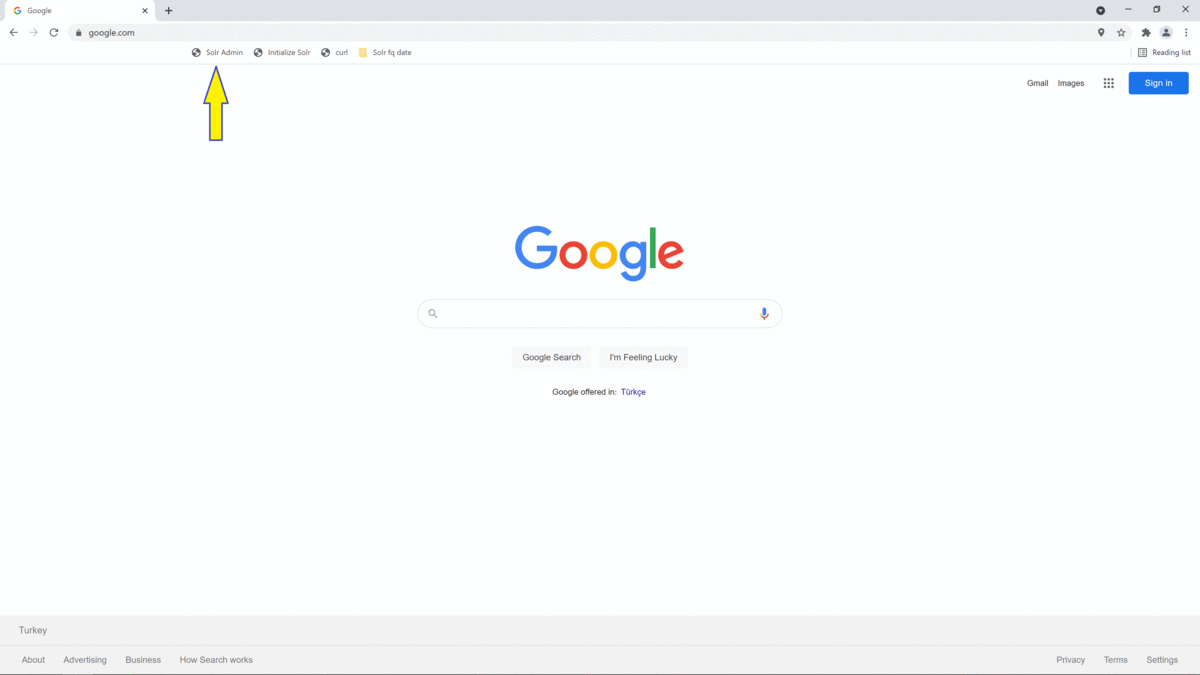 Google
google.com
Solr Admin Initialize Solr curl Solr fq date Reading list
Gmail Images Sign in
Google
Google Search I'm Feeling Lucky
Google offered in: Türkçe
Turkey
About Advertising Business How Search works Privacy Terms Settings